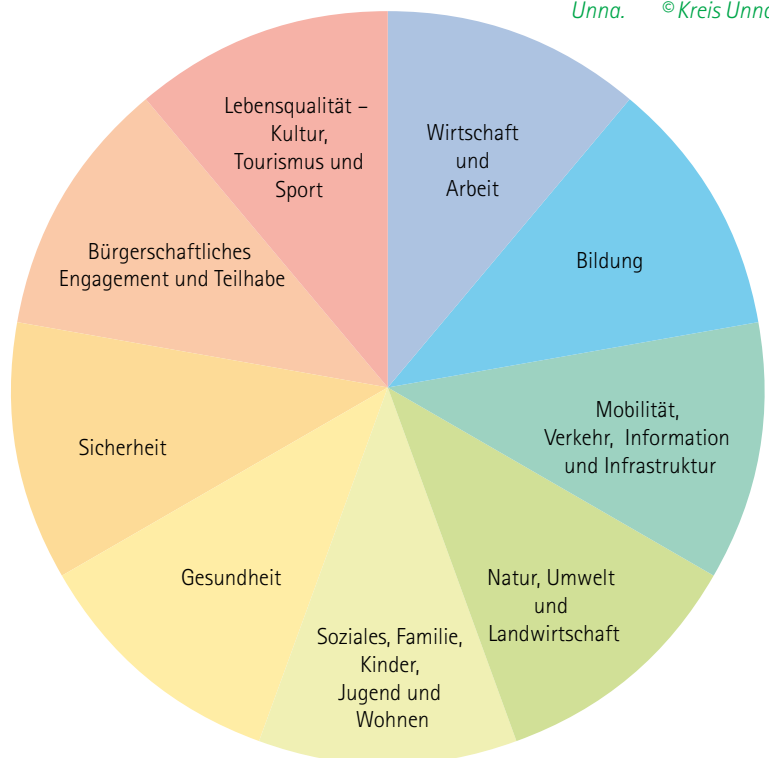 Unna. © Kreis Unna
Lebensqualität –
Kultur,
Tourismus und
Sport
Wirtschaft
und
Arbeit
Bildung
Mobilität,
Verkehr, Information
und Infrastruktur
Natur, Umwelt
und
Landwirtschaft
Soziales, Familie,
Kinder,
Jugend und
Wohnen
Gesundheit
Sicherheit
Bürgerschaftliches
Engagement und Teilhabe